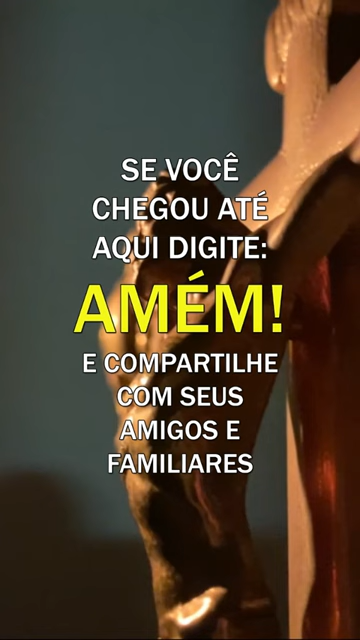 SE VOCÊ
CHEGOU ATÉ
AQUI DIGITE:
AMÉM!
E COMPARTILHE
COM SEUS
AMIGOS E
FAMILIARES